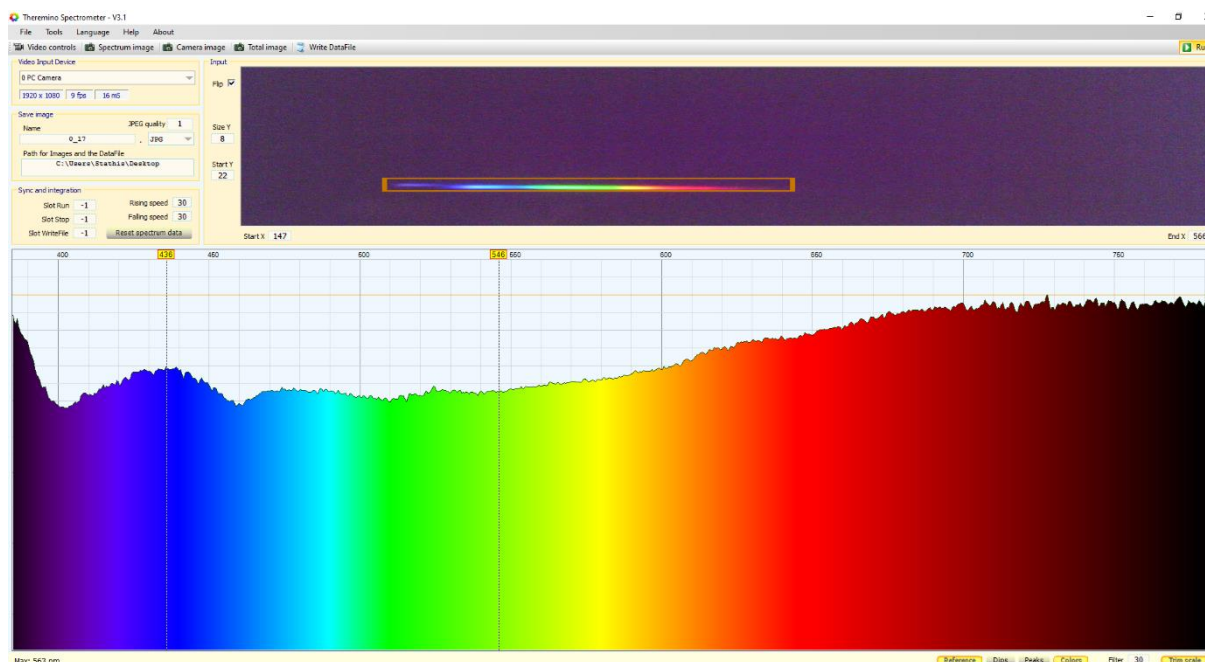 Theremino Spectrometer - V3.1
File Tools Language Help About
Video controls Spectrum image Camera image Total image Write DataFile
Video Input Device
0 PC Camera
1920 x 1080 9 fps 16 mS
Save image
Name JPEG quality 1
0_17 . JPG
Path for Images and the DataFile
C:\Users\Stathis\Desktop
Sync and integration
Slot Run -1 Rising speed 30
Slot Stop -1 Falling speed 30
Slot WriteFile -1 Reset spectrum data
Input
Flip
Size Y
8
Start Y
22
Start X 147 End X 566
400 436 450 500 546 550 600 650 700 750
Max: 563 nm Reference Dips Peaks Colors Filter 30 Trim scale